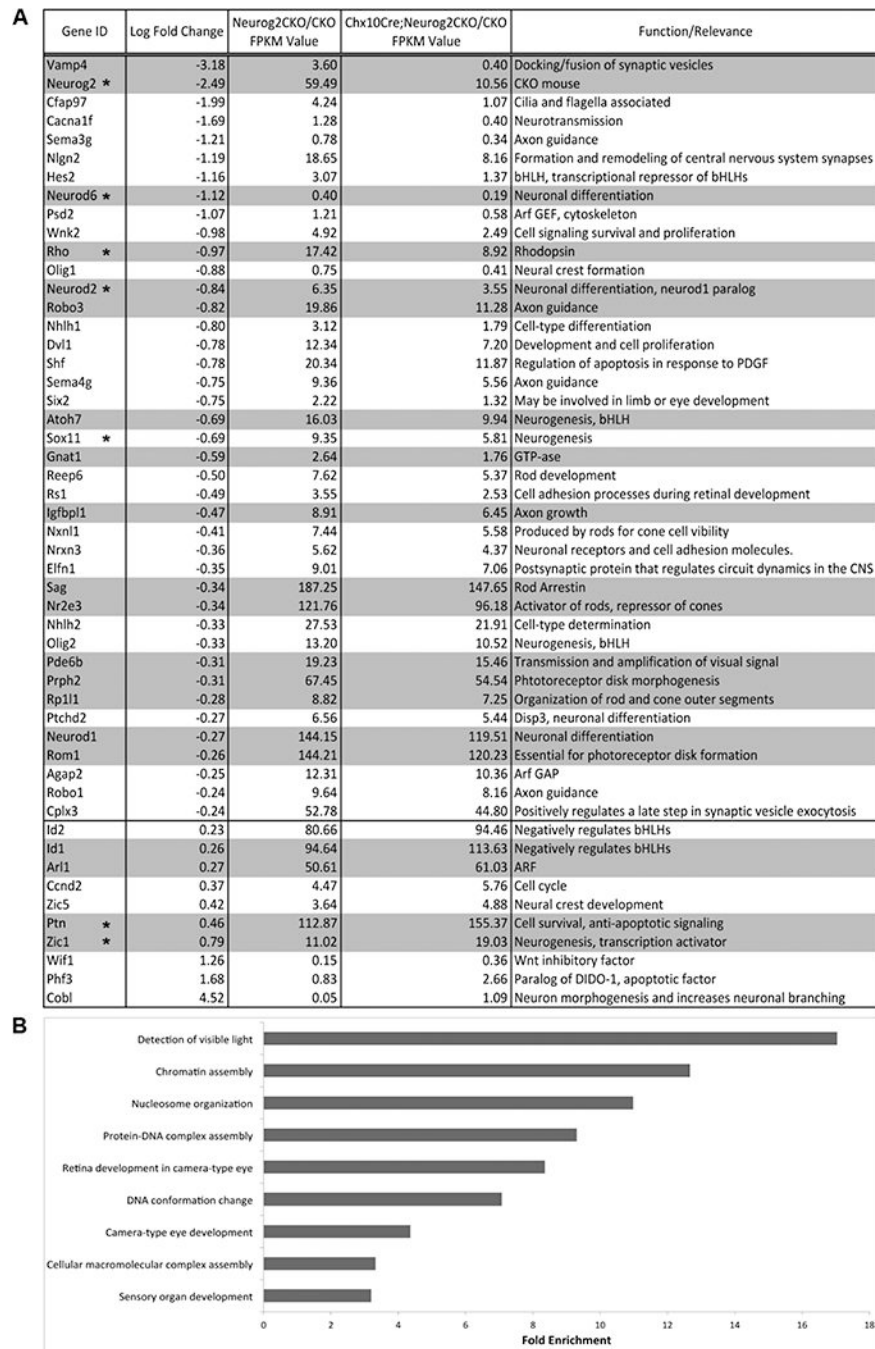 A
Gene ID Log Fold Change Neurog2CKO/CKO FPKM Value Chx10Cre;Neurog2CKO/CKO FPKM Value Function/Relevance
Vamp4 -3.18 3.60 0.40 Docking/fusion of synaptic vesicles
Neurog2 * -2.49 59.49 10.56 CKO mouse
Cfap97 -1.99 4.24 1.07 Cilia and flagella associated
Cacna1f -1.69 1.28 0.40 Neurotransmission
Sema3g -1.21 0.78 0.34 Axon guidance
Nlgn2 -1.19 18.65 8.16 Formation and remodeling of central nervous system synapses
Hes2 -1.16 3.07 1.37 bHLH, transcriptional repressor of bHLHs
Neurod6 * -1.12 0.40 0.19 Neuronal differentiation
Psd2 -1.07 1.21 0.58 Arf GEF, cytoskeleton
Wnk2 -0.98 4.92 2.49 Cell signaling survival and proliferation
Rho * -0.97 17.42 8.92 Rhodopsin
Olig1 -0.88 0.75 0.41 Neural crest formation
Neurod2 * -0.84 6.35 3.55 Neuronal differentiation, neurod1 paralog
Robo3 -0.82 19.86 11.28 Axon guidance
Nhlh1 -0.80 3.12 1.79 Cell-type differentiation
Dvl1 -0.78 12.34 7.20 Development and cell proliferation
Shf -0.78 20.34 11.87 Regulation of apoptosis in response to PDGF
Sema4g -0.75 9.36 5.56 Axon guidance
Six2 -0.75 2.22 1.32 May be involved in limb or eye development
Atoh7 -0.69 16.03 9.94 Neurogenesis, bHLH
Sox11 * -0.69 9.35 5.81 Neurogenesis
Gnat1 -0.59 2.64 1.76 GTP-ase
Reep6 -0.50 7.62 5.37 Rod development
Rs1 -0.49 3.55 2.53 Cell adhesion processes during retinal development
Igfbpl1 -0.47 8.91 6.45 Axon growth
Nxnl1 -0.41 7.44 5.58 Produced by rods for cone cell vibility
Nrxn3 -0.36 5.62 4.37 Neuronal receptors and cell adhesion molecules.
Elfn1 -0.35 9.01 7.06 Postsynaptic protein that regulates circuit dynamics in the CNS
Sag -0.34 187.25 147.65 Rod Arrestin
Nr2e3 -0.34 121.76 96.18 Activator of rods, repressor of cones
Nhlh2 -0.33 27.53 21.91 Cell-type determination
Olig2 -0.33 13.20 10.52 Neurogenesis, bHLH
Pde6b -0.31 19.23 15.46 Transmission and amplification of visual signal
Prph2 -0.31 67.45 54.54 Phtotoreceptor disk morphogenesis
Rp1l1 -0.28 8.82 7.25 Organization of rod and cone outer segments
Ptchd2 -0.27 6.56 5.44 Disp3, neuronal differentiation
Neurod1 -0.27 144.15 119.51 Neuronal differentiation
Rom1 -0.26 144.21 120.23 Essential for photoreceptor disk formation
Agap2 -0.25 12.31 10.36 Arf GAP
Robo1 -0.24 9.64 8.16 Axon guidance
Cplx3 -0.24 52.78 44.80 Positively regulates a late step in synaptic vesicle exocytosis
Id2 0.23 80.66 94.46 Negatively regulates bHLHs
Id1 0.26 94.64 113.63 Negatively regulates bHLHs
Arl1 0.27 50.61 61.03 ARF
Ccnd2 0.37 4.47 5.76 Cell cycle
Zic5 0.42 3.64 4.88 Neural crest development
Ptn * 0.46 112.87 155.37 Cell survival, anti-apoptotic signaling
Zic1 * 0.79 11.02 19.03 Neurogenesis, transcription activator
Wif1 1.26 0.15 0.36 Wnt inhibitory factor
Phf3 1.68 0.83 2.66 Paralog of DIDO-1, apoptotic factor
Cobl 4.52 0.05 1.09 Neuron morphogenesis and increases neuronal branching
B
Detection of visible light
Chromatin assembly
Nucleosome organization
Protein-DNA complex assembly
Retina development in camera-type eye
DNA conformation change
Camera-type eye development
Cellular macromolecular complex assembly
Sensory organ development
0 2 4 6 8 10 12 14 16 18
Fold Enrichment